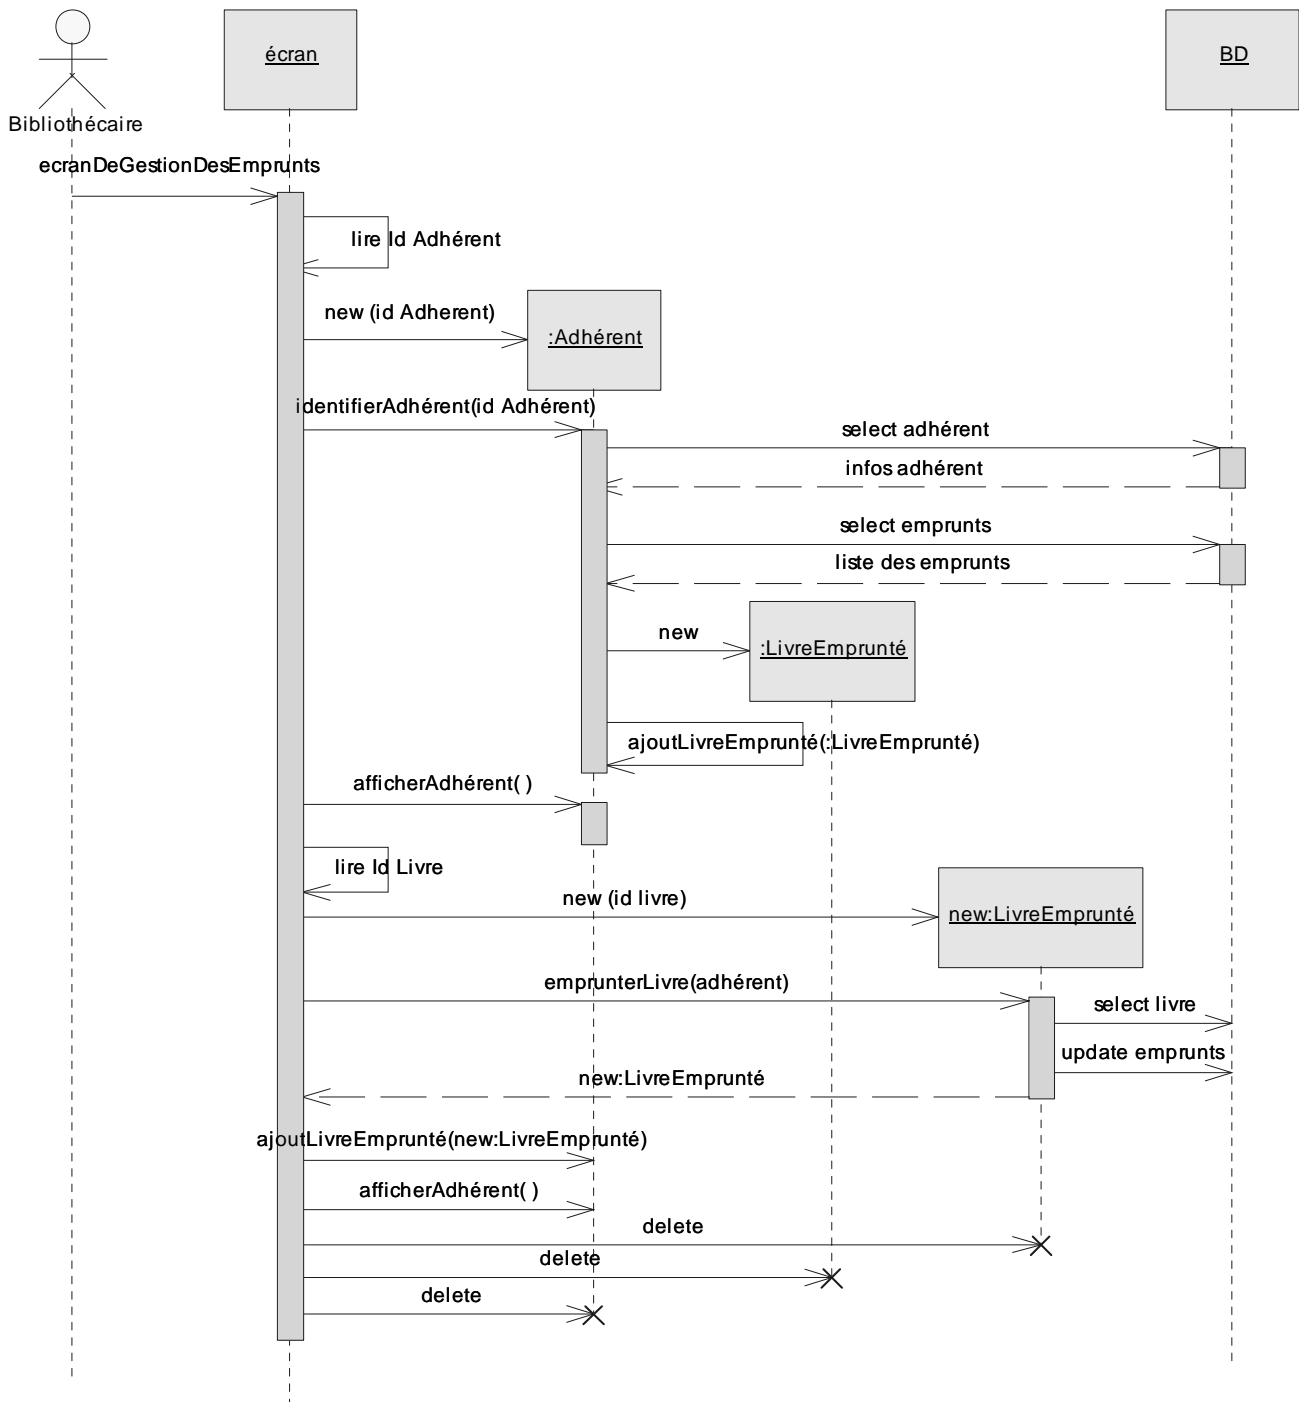 écran
BD
Bibliothécaire
ecranDeGestionDesEmprunts
lire Id Adhérent
new (id Adherent)
:Adhérent
identifierAdhérent(id Adhérent)
select adhérent
infos adhérent
select emprunts
liste des emprunts
new
:LivreEmprunté
ajoutLivreEmprunté(:LivreEmprunté)
afficherAdhérent( )
lire Id Livre
new (id livre)
new:LivreEmprunté
emprunterLivre(adhérent)
select livre
update emprunts
new:LivreEmprunté
ajoutLivreEmprunté(new:LivreEmprunté)
afficherAdhérent( )
delete
delete
delete